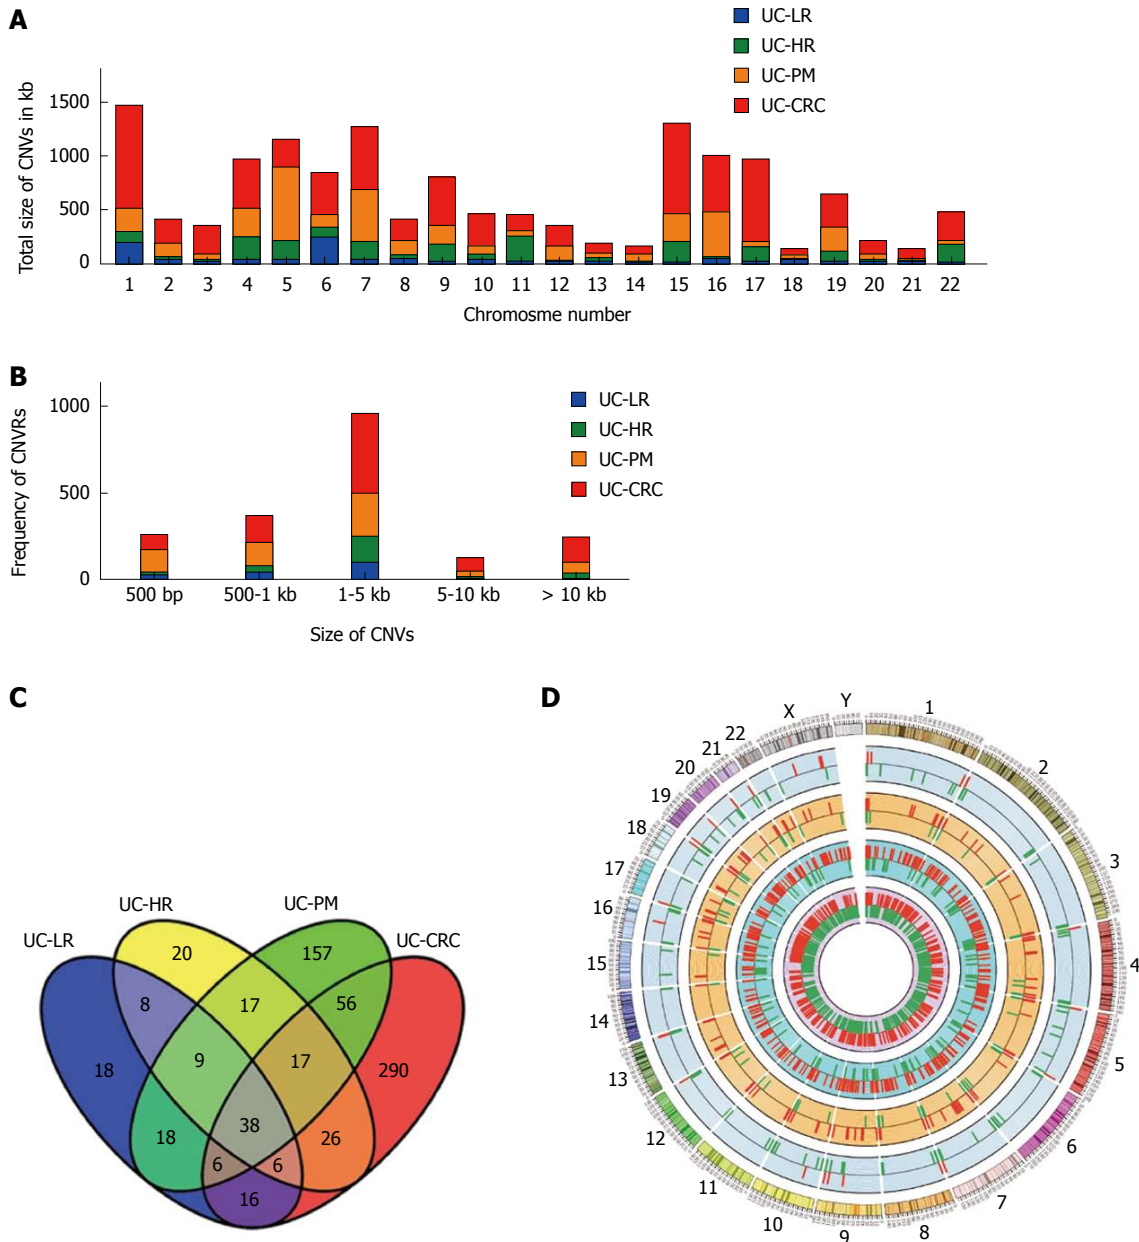 A
UC-LR
UC-HR
UC-PM
UC-CRC
Total size of CNVs in kb
1500
1000
500
0
1 2 3 4 5 6 7 8 9 10 11 12 13 14 15 16 17 18 19 20 21 22
Chromosme number
B
UC-LR
UC-HR
UC-PM
UC-CRC
Frequency of CNVRs
1000
500
0
500 bp 500-1 kb 1-5 kb 5-10 kb > 10 kb
Size of CNVs
C
UC-HR UC-PM
UC-LR UC-CRC
20 157
8 17 56
18 9 17 290
18 38 26
6 6
16
D
X Y 1
2
3
4
5
6
7
8
9
10
11
12
13
14
15
16
17
18
19
20
21
22